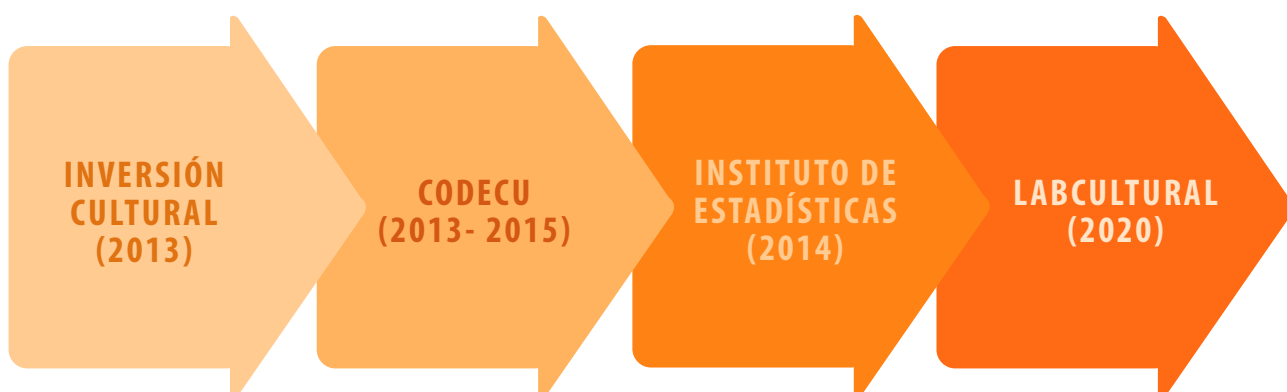 INVERSIÓN
CULTURAL
(2013)
CODECU
(2013- 2015)
INSTITUTO DE
ESTADÍSTICAS
(2014)
LABCULTURAL
(2020)